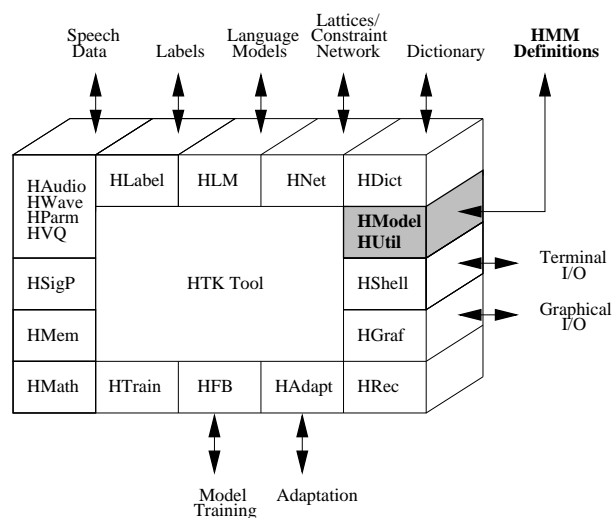 Speech
Data
Labels
Language
Models
Lattices/
Constraint
Network
Dictionary
HMM
Definitions
HAudio
HWave
HParm
HVQ
HLabel
HLM
HNet
HDict
HModel
HUtil
HSigP
HTK Tool
HShell
Terminal
I/O
HMem
HGraf
Graphical
I/O
HMath
HTrain
HFB
HAdapt
HRec
Model
Training
Adaptation